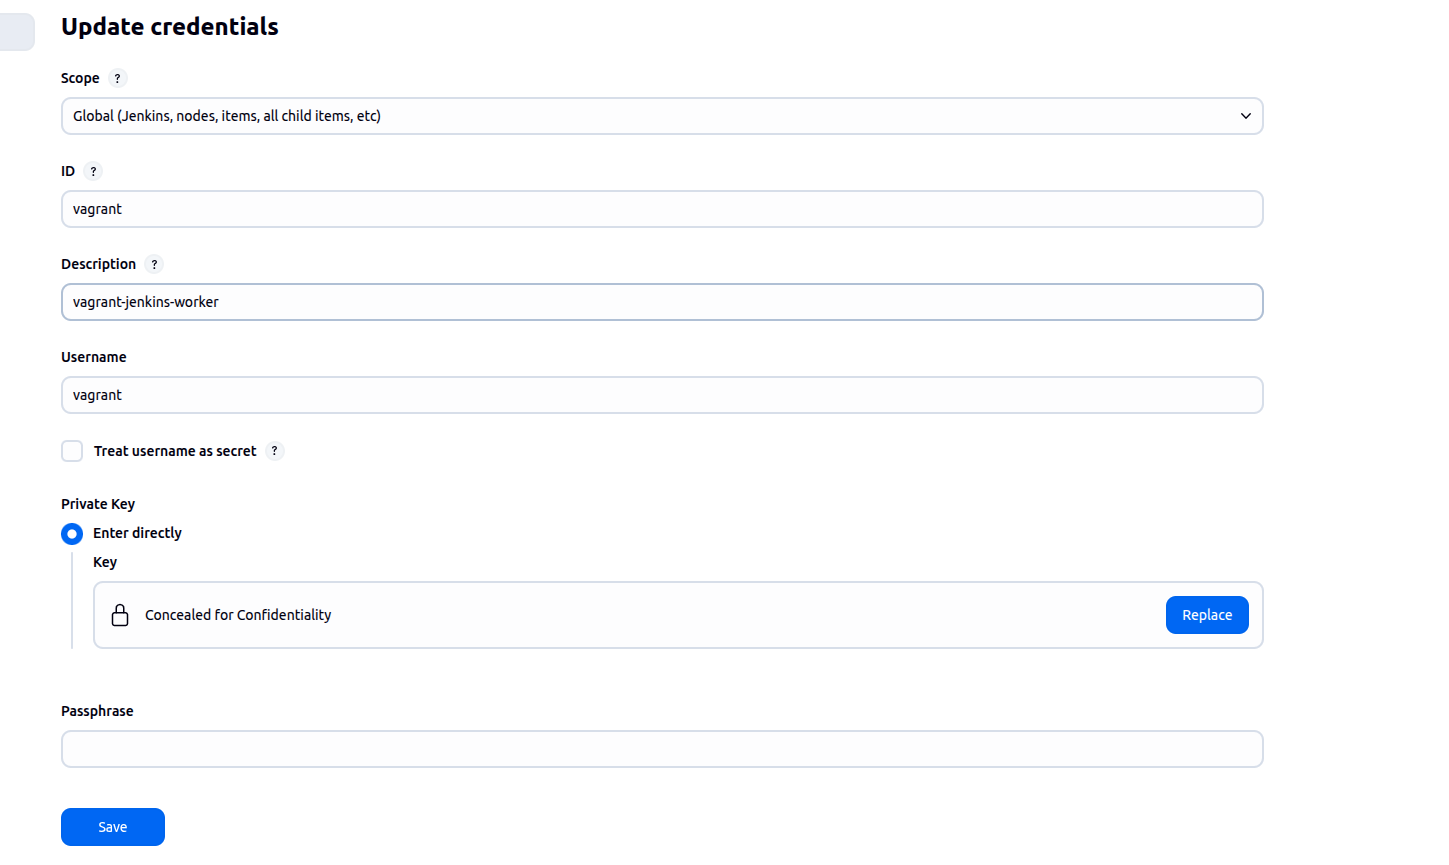 Update credentials
Scope ?
Global (Jenkins, nodes, items, all child items, etc)
ID ?
vagrant
Description ?
vagrant-jenkins-worker
Username
vagrant
Treat username as secret ?
Private Key
Enter directly
Key
Concealed for Confidentiality Replace
Passphrase
Save